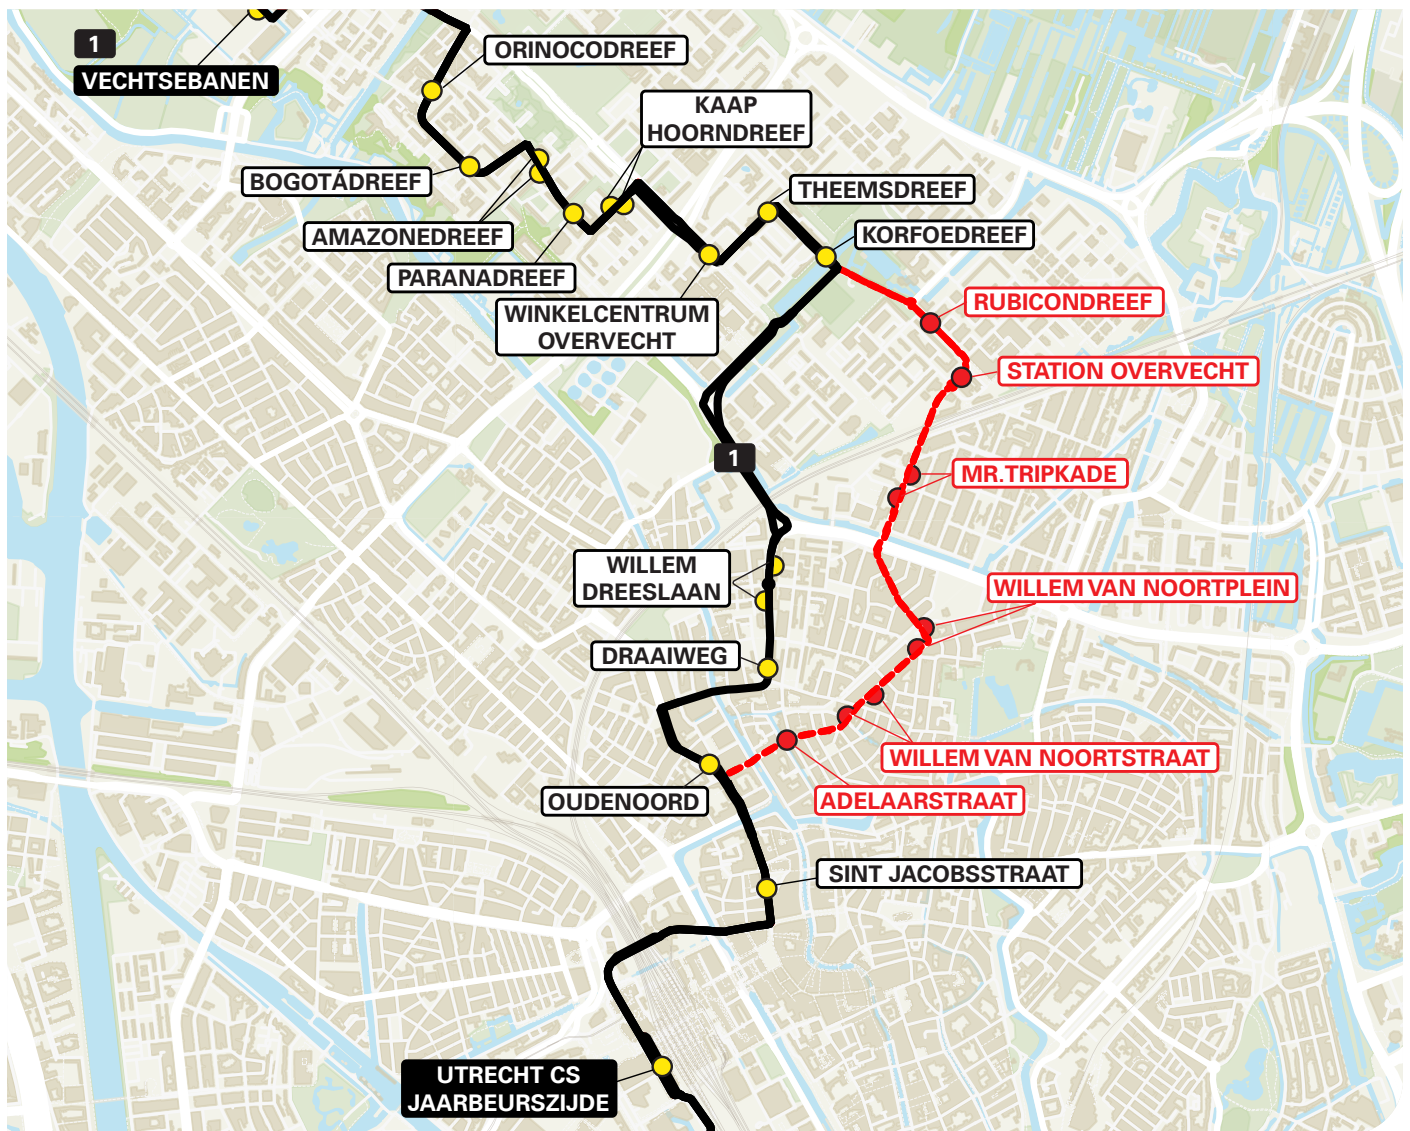 1
VECHTSEBANEN
ORINOCODREEF
KAAP
HOORNDREEF
BOGOTÁDREEF
THEEMSDREEF
AMAZONEDREEF
KORFOEDREEF
PARANADREEF
RUBICONDREEF
WINKELCENTRUM
OVERVECHT
STATION OVERVECHT
1
MR.TRIPKADE
WILLEM
DREESLAAN
WILLEM VAN NOORTPLEIN
DRAAIWEG
WILLEM VAN NOORTSTRAAT
OUDENOORD
ADELAARSTRAAT
SINT JACOBSSTRAAT
UTRECHT CS
JAARBEURSZIJDE